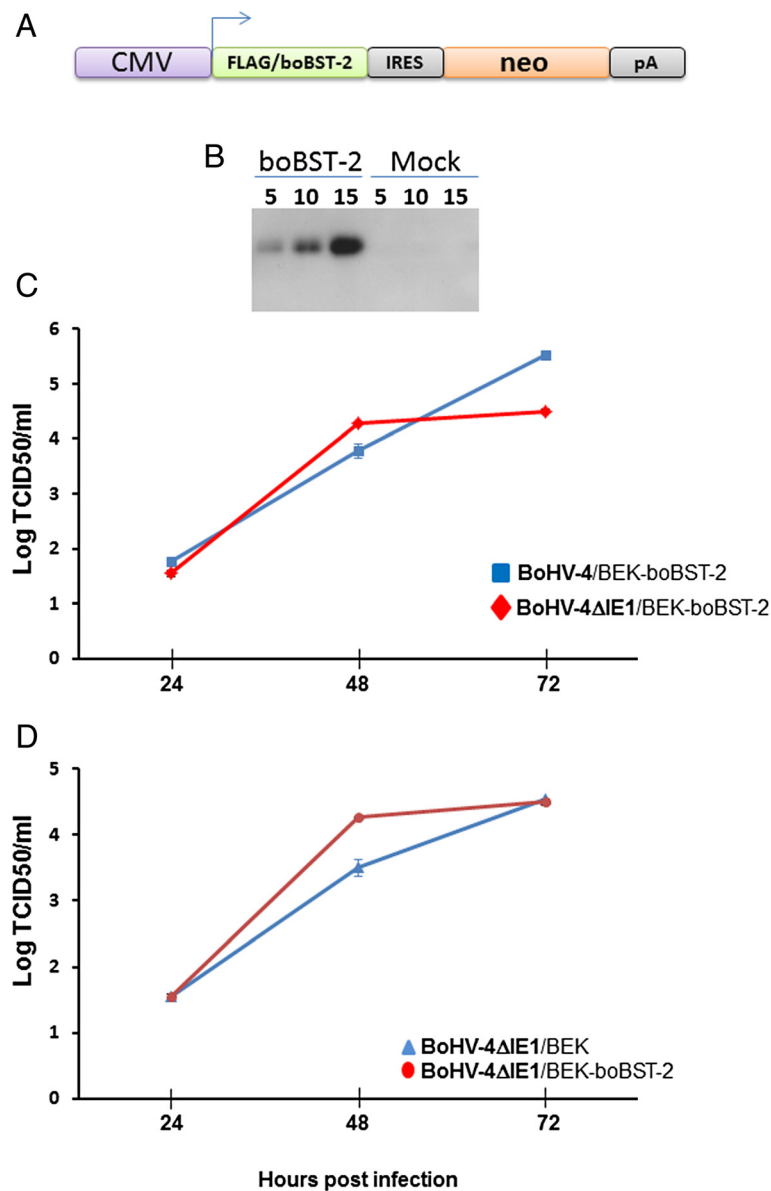 A
CMV FLAG/boBST-2 IRES neo pA
B
boBST-2 Mock
5 10 15 5 10 15
C
6
5
4
3
2
1
0
Log TCID50/ml
BoHV-4/BEK-boBST-2
BoHV-4ΔIE1/BEK-boBST-2
24 48 72
D
5
4
3
2
1
0
Log TCID50/ml
BoHV-4ΔIE1/BEK
BoHV-4ΔIE1/BEK-boBST-2
24 48 72
Hours post infection